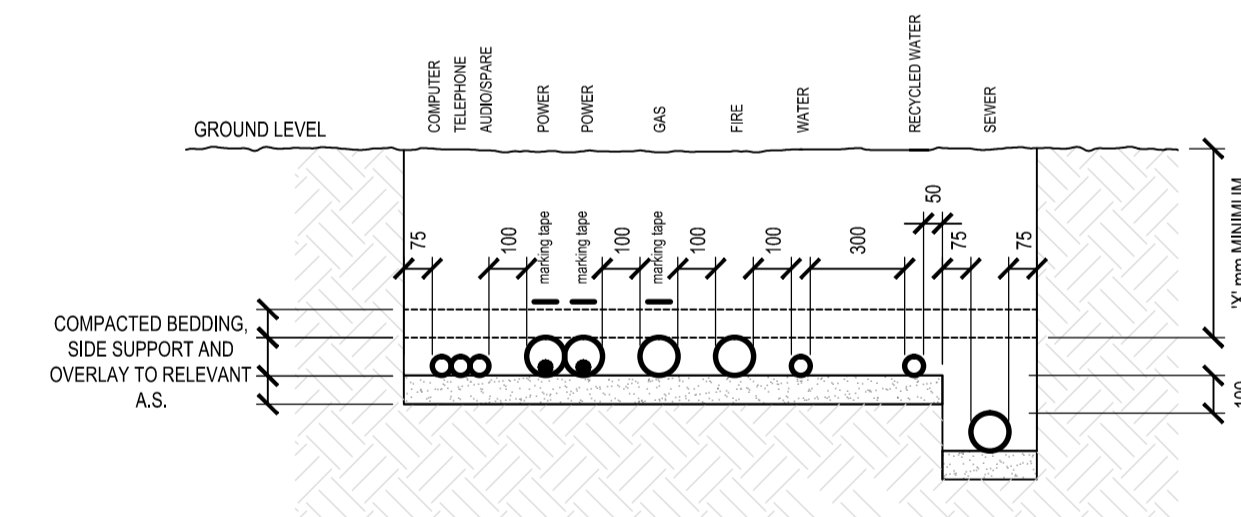 COMPUTER
TELEPHONE
AUDIO/SPARE
POWER
POWER
GAS
FIRE
WATER
RECYCLED WATER
SEWER
GROUND LEVEL
75
100
marking tape
marking tape
100
marking tape
100
100
300
50
75
75
'X' mm MINIMUM
COMPACTED BEDDING,
SIDE SUPPORT AND
OVERLAY TO RELEVANT
A.S.
100